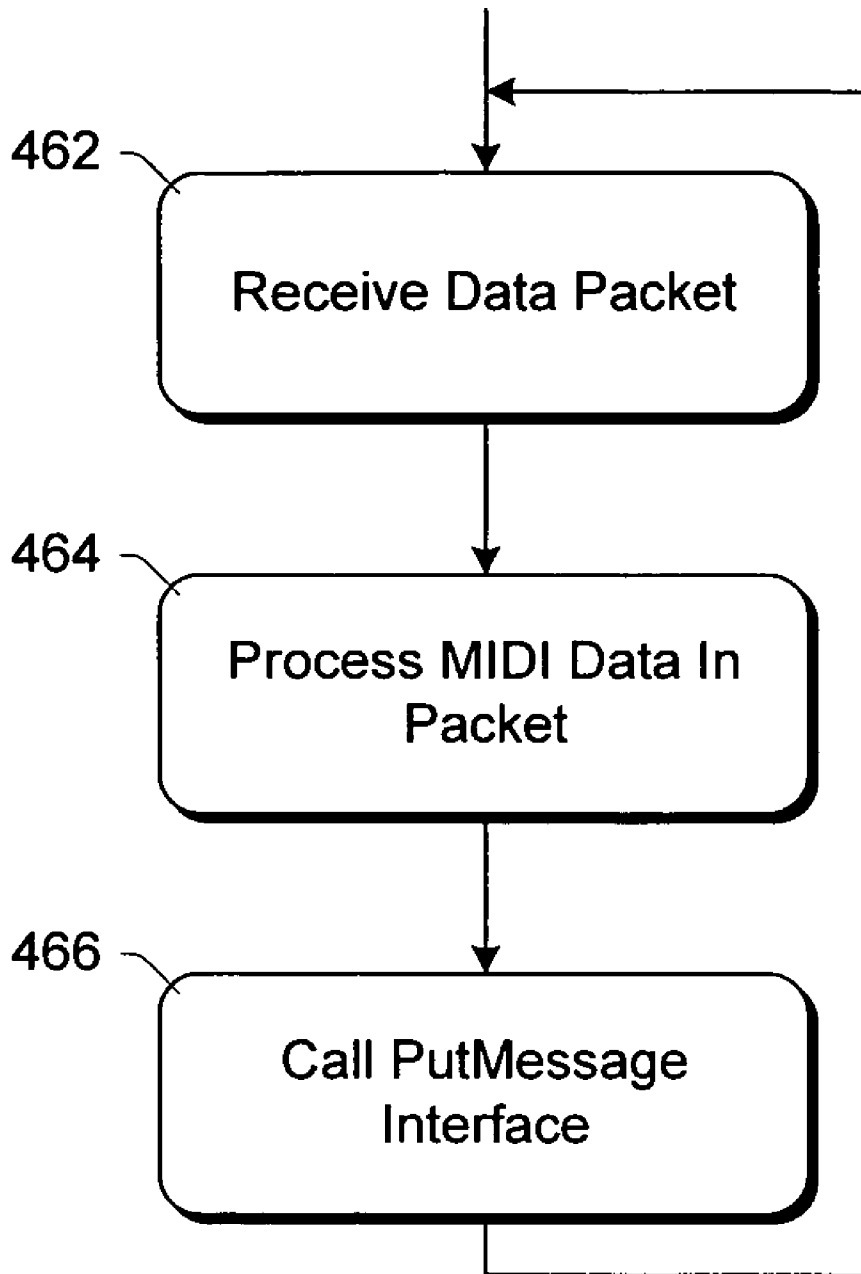 462
Receive Data Packet
464
Process MIDI Data In
Packet
466
Call PutMessage
Interface